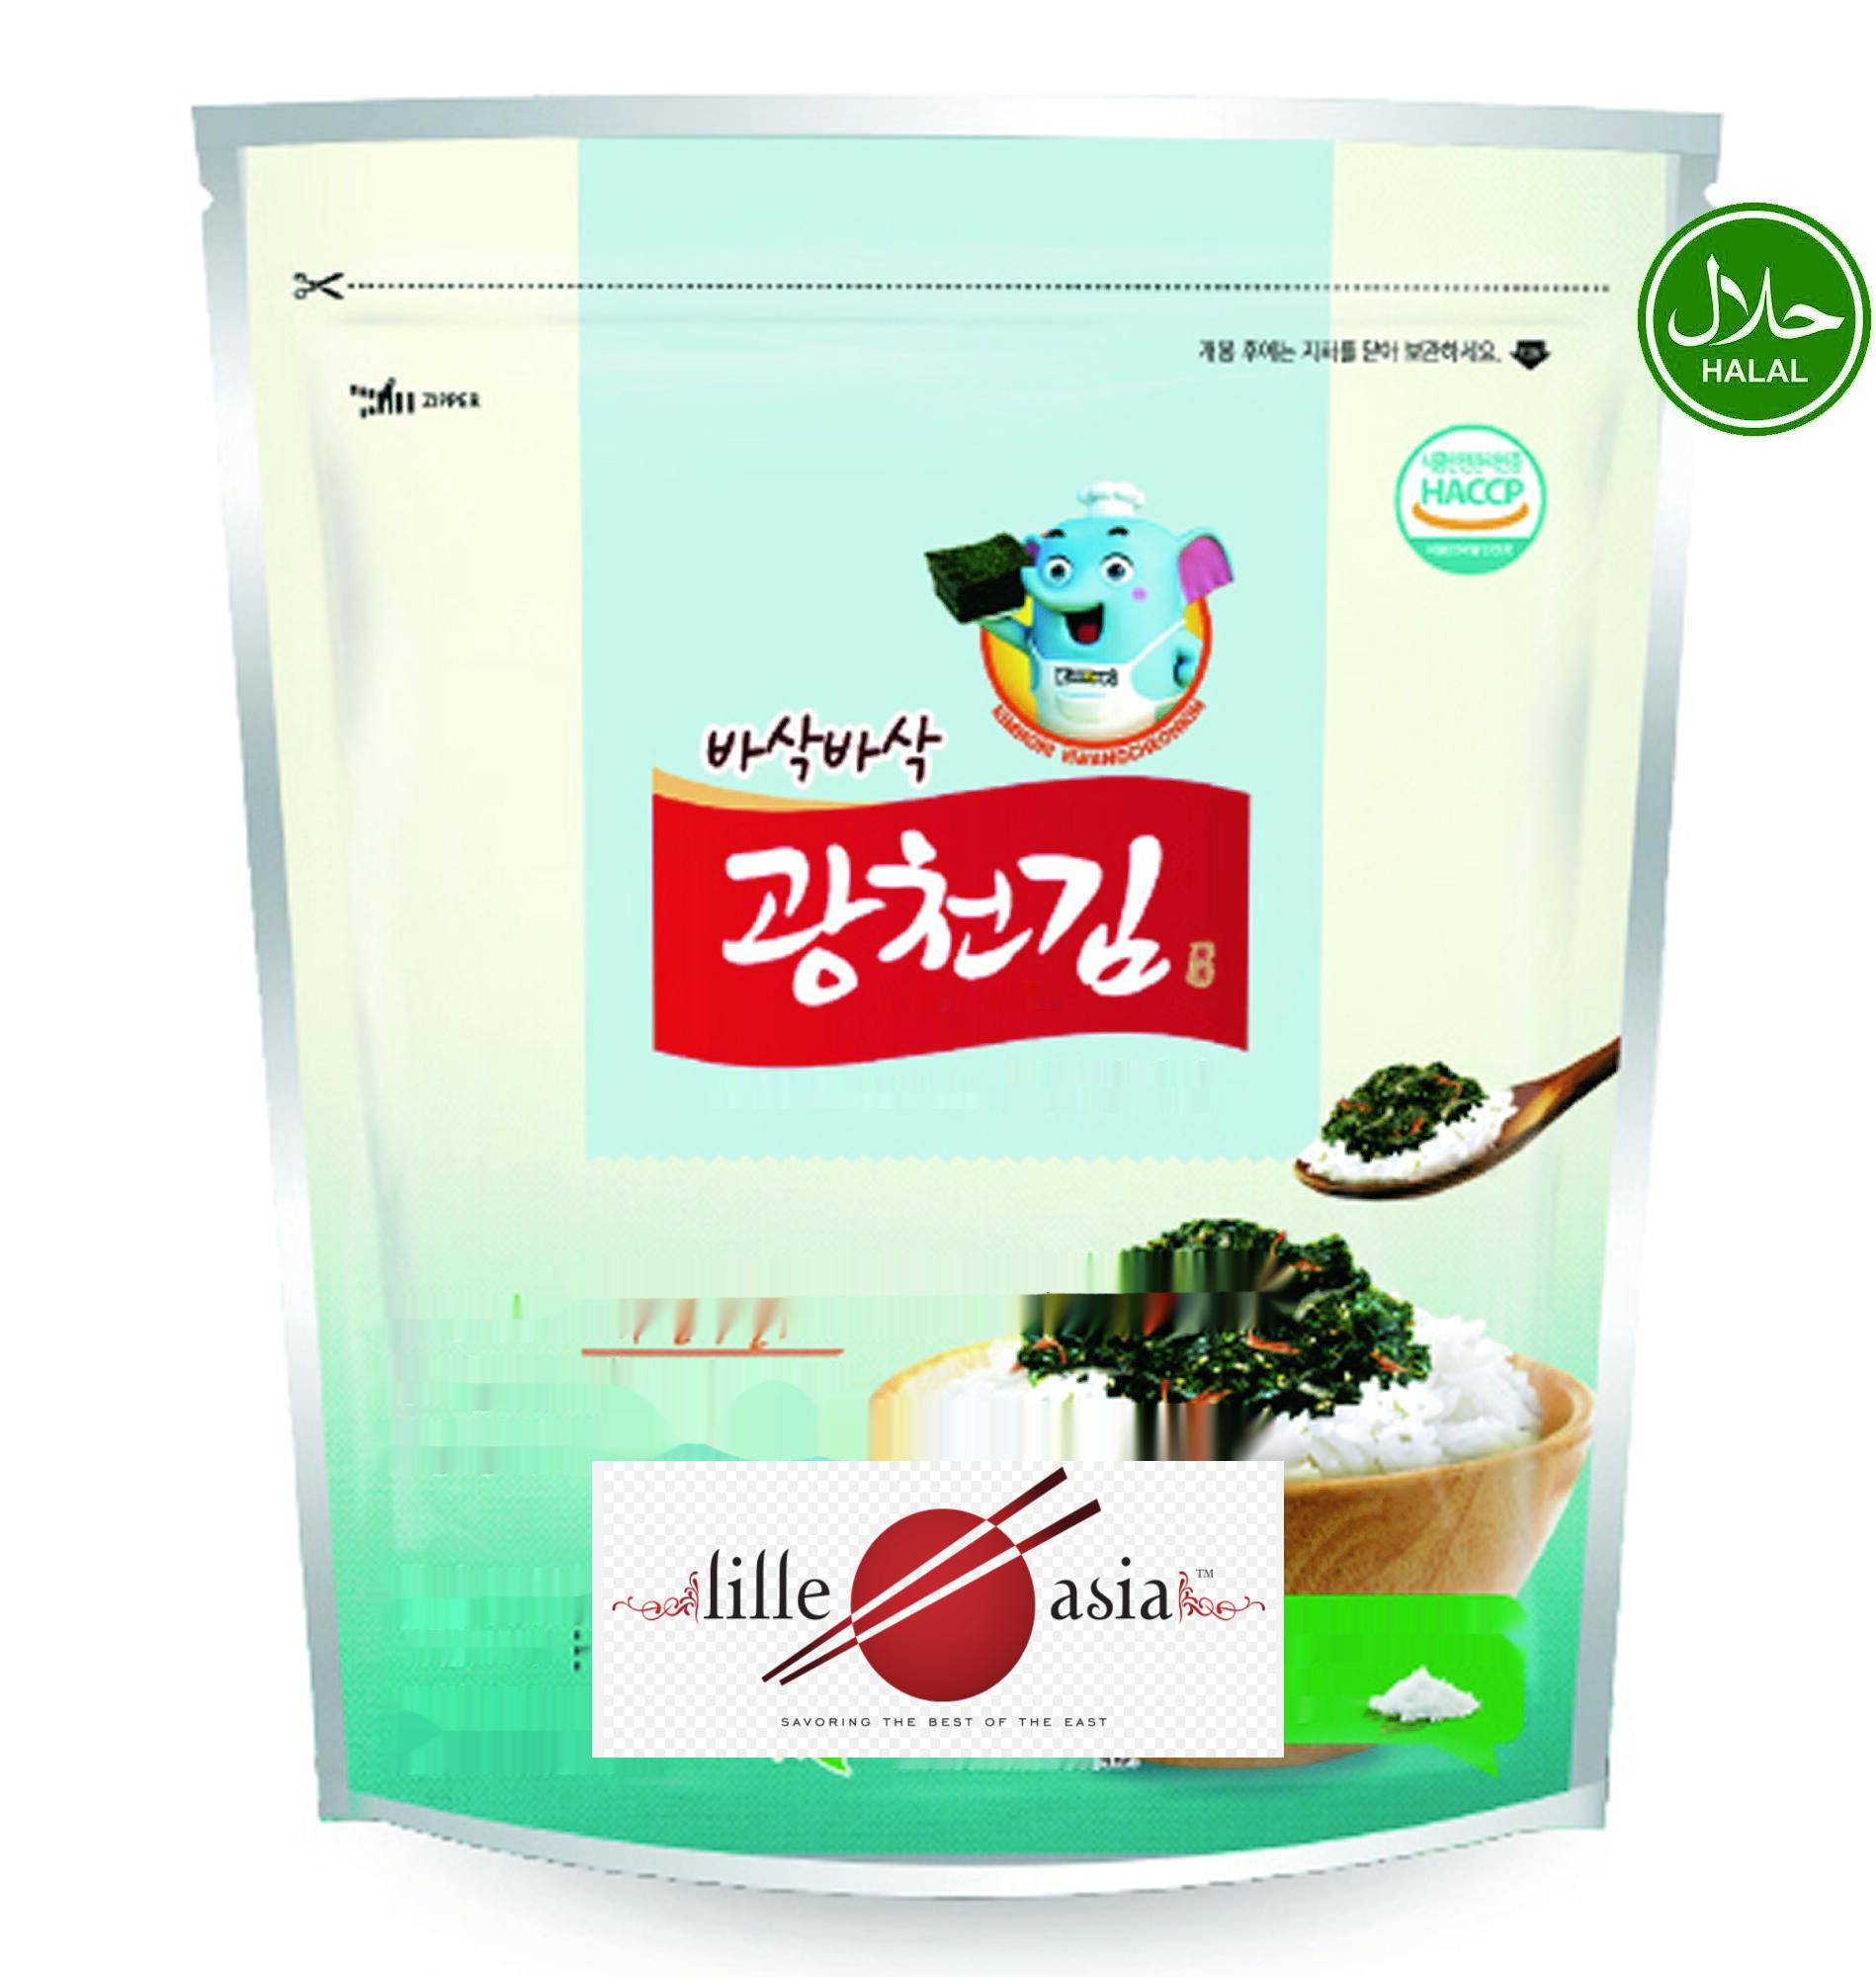 개봉 후에는 지퍼를 닫아 보관하세요.
حلال
HALAL
ZIPPER
HACCP
바삭바삭
광천김
lille asia™
SAVORING THE BEST OF THE EAST